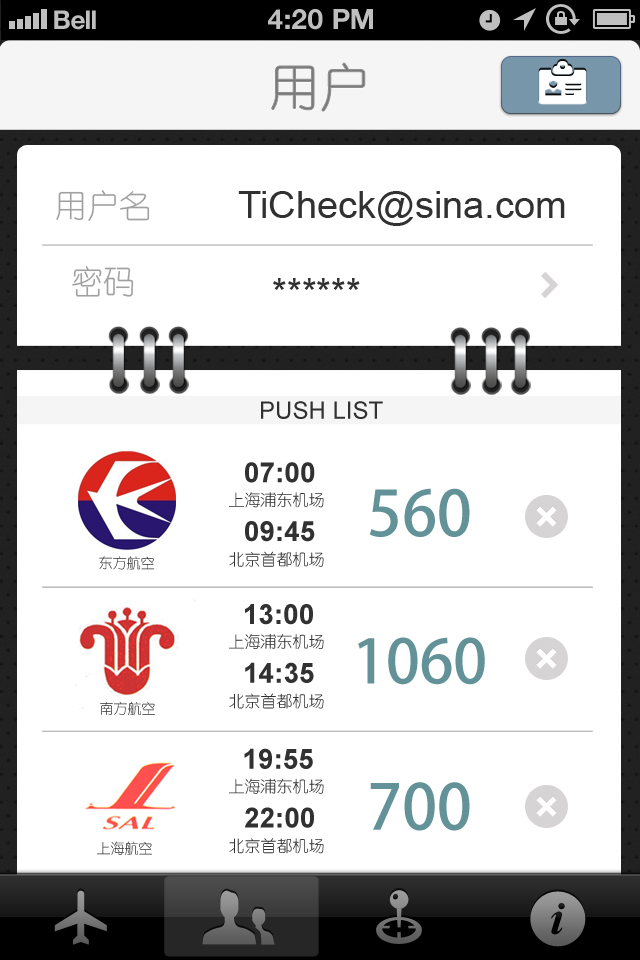 Bell
4:20 PM
用户
用户名
TiCheck@sina.com
密码
******
PUSH LIST
07:00
上海浦东机场
09:45
北京首都机场
560
东方航空
13:00
上海浦东机场
14:35
北京首都机场
1060
南方航空
19:55
上海浦东机场
22:00
北京首都机场
700
SAL
上海航空
i